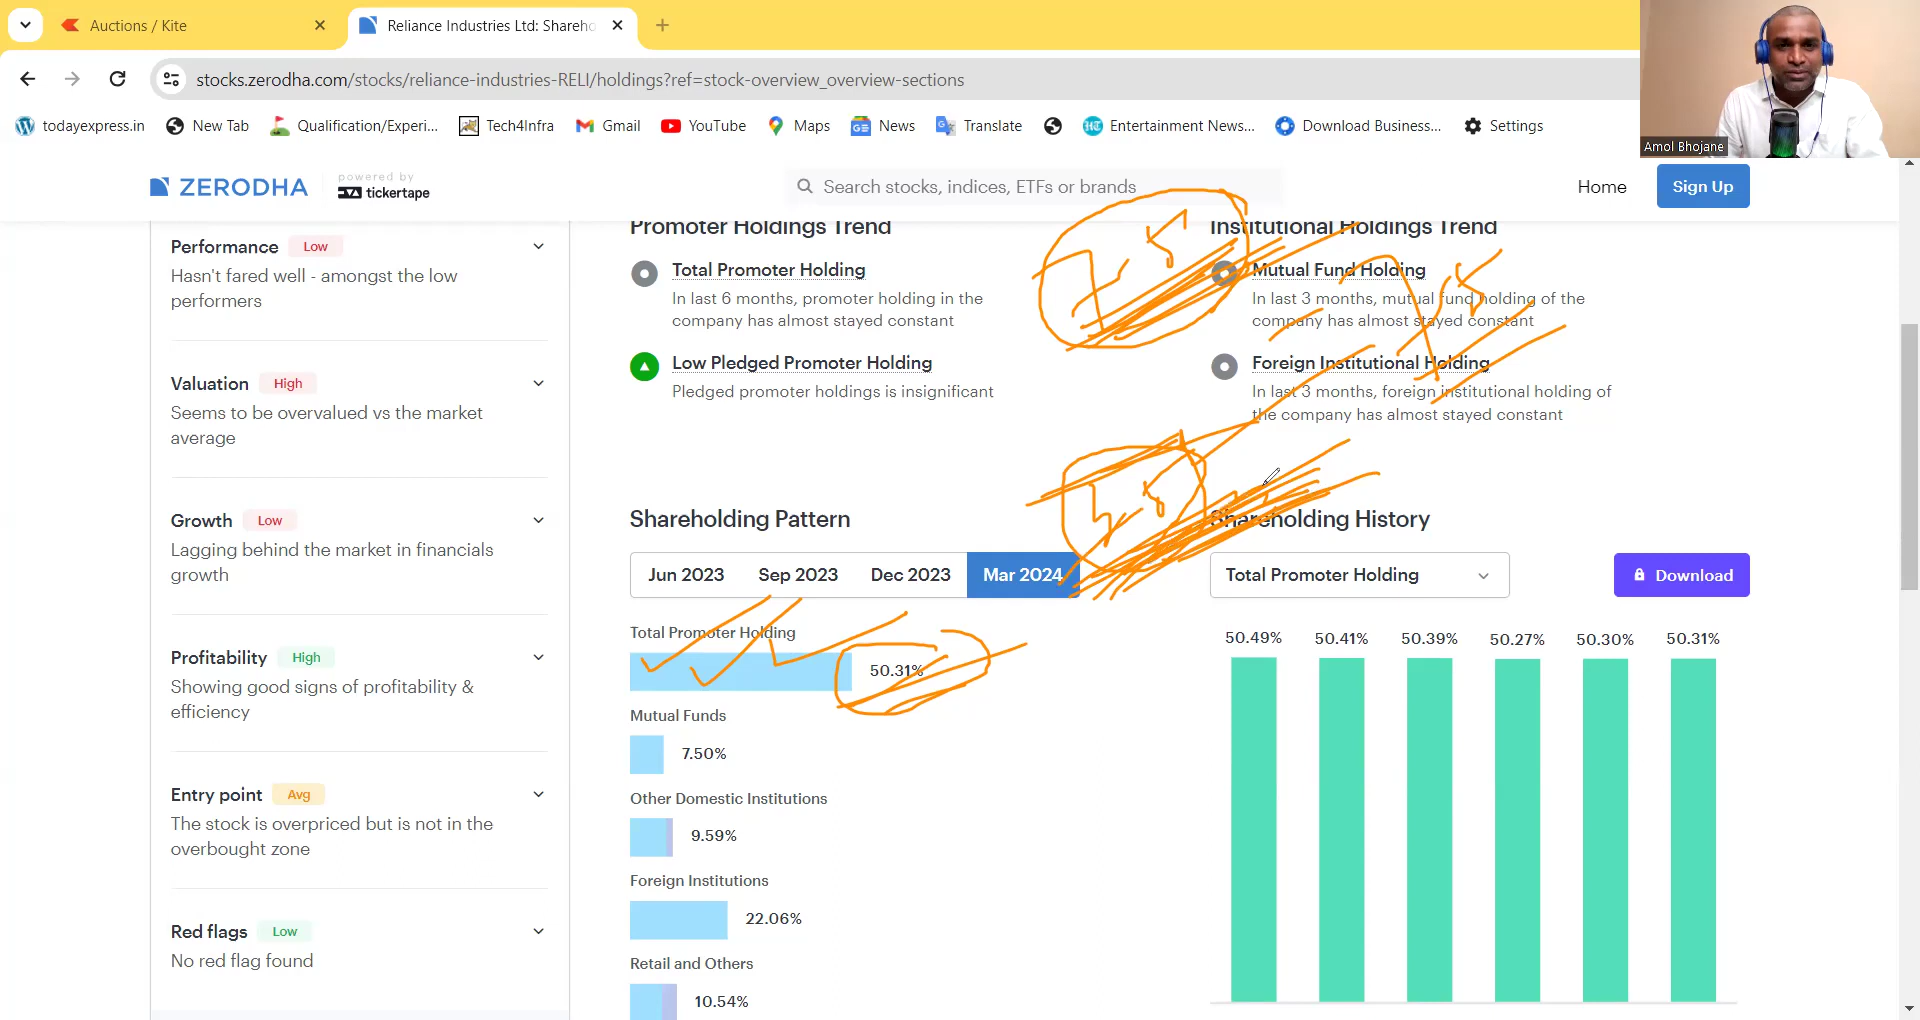 Auctions / Kite
Reliance Industries Ltd: Shareho
stocks.zerodha.com/stocks/reliance-industries-RELI/holdings?ref=stock-overview_overview-sections
todayexpress.in
New Tab
Qualification/Experi...
Tech4Infra
Gmail
YouTube
Maps
News
Translate
Entertainment News...
Download Business...
Settings
Amol Bhojane
ZERODHA
powered by
tickertape
Search stocks, indices, ETFs or brands
Home
Sign Up
Performance Low
Hasn't fared well - amongst the low
performers
Valuation High
Seems to be overvalued vs the market
average
Growth Low
Lagging behind the market in financials
growth
Profitability High
Showing good signs of profitability &
efficiency
Entry point Avg
The stock is overpriced but is not in the
overbought zone
Red flags Low
No red flag found
Promoter Holdings Trend
Total Promoter Holding
In last 6 months, promoter holding in the
company has almost stayed constant
Low Pledged Promoter Holding
Pledged promoter holdings is insignificant
Institutional Holdings Trend
Mutual Fund Holding
In last 3 months, mutual fund holding of the
company has almost stayed constant
Foreign Institutional Holding
In last 3 months, foreign institutional holding of
the company has almost stayed constant
7.5
7.5
Shareholding Pattern
Jun 2023 Sep 2023 Dec 2023 Mar 2024
Total Promoter Holding
50.31%
Mutual Funds
7.50%
Other Domestic Institutions
9.59%
Foreign Institutions
22.06%
Retail and Others
10.54%
Shareholding History
Total Promoter Holding
Download
50.49% 50.41% 50.39% 50.27% 50.30% 50.31%